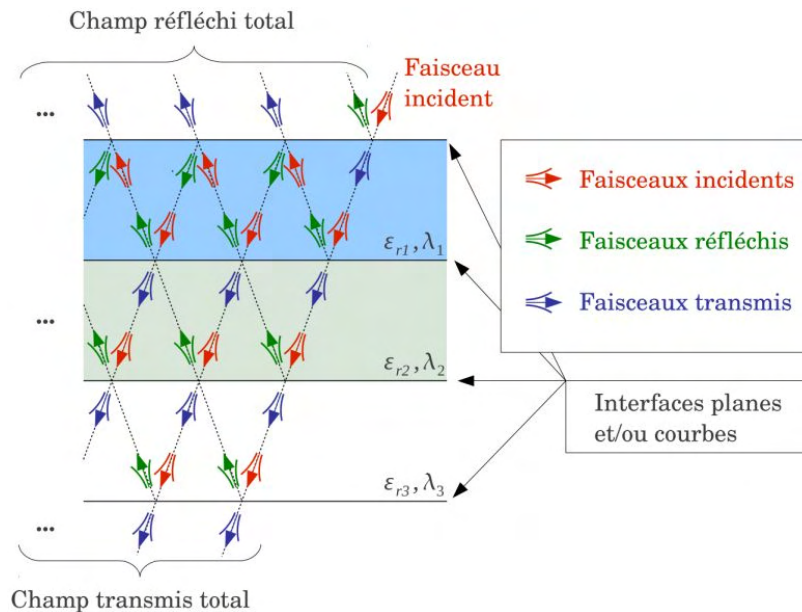 Champ réfléchi total
Faisceau
incident
...
Faisceaux incidents
εr1, λ1
Faisceaux réfléchis
...
Faisceaux transmis
εr2, λ2
Interfaces planes
et/ou courbes
εr3, λ3
...
Champ transmis total